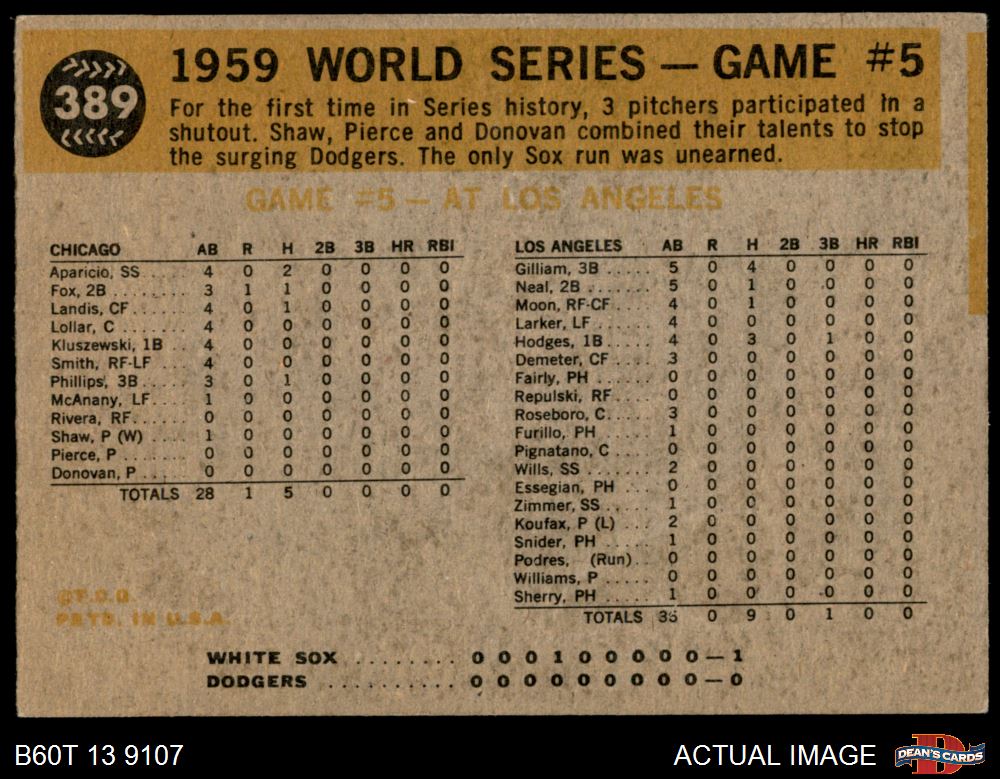 389
1959 WORLD SERIES — GAME #5
For the first time in Series history, 3 pitchers participated in a
shutout. Shaw, Pierce and Donovan combined their talents to stop
the surging Dodgers. The only Sox run was unearned.
GAME #5 — AT LOS ANGELES
CHICAGO AB R H 2B 3B HR RBI
Aparicio, SS ..... 4 0 2 0 0 0 0
Fox, 2B ........ 3 1 1 0 0 0 0
Landis, CF ...... 4 0 1 0 0 0 0
Lollar, C ....... 4 0 0 0 0 0 0
Kluszewski, 1B .. 4 0 0 0 0 0 0
Smith, RF-LF ... 4 0 0 0 0 0 0
Phillips, 3B ..... 3 0 1 0 0 0 0
McAnany, LF .... 1 0 0 0 0 0 0
Rivera, RF ...... 0 0 0 0 0 0 0
Shaw, P (W) .... 1 0 0 0 0 0 0
Pierce, P ....... 0 0 0 0 0 0 0
Donovan, P ... 0 0 0 0 0 0 0
TOTALS 28 1 5 0 0 0 0
LOS ANGELES AB R H 2B 3B HR RBI
Gilliam, 3B ..... 5 0 4 0 0 0 0
Neal, 2B ....... 5 0 1 0 0 0 0
Moon, RF-CF .... 4 0 1 0 0 0 0
Larker, LF ...... 4 0 0 0 0 0 0
Hodges, 1B ..... 4 0 3 0 1 0 0
Demeter, CF .... 3 0 0 0 0 0 0
Fairly, PH ...... 0 0 0 0 0 0 0
Repulski, RF .... 0 0 0 0 0 0 0
Roseboro, C .... 3 0 0 0 0 0 0
Furillo, PH ...... 1 0 0 0 0 0 0
Pignatano, C .... 0 0 0 0 0 0 0
Wills, SS ....... 2 0 0 0 0 0 0
Essegian, PH ... 0 0 0 0 0 0 0
Zimmer, SS ..... 1 0 0 0 0 0 0
Koufax, P (L) ... 2 0 0 0 0 0 0
Snider, PH ..... 1 0 0 0 0 0 0
Podres, (Run) .. 0 0 0 0 0 0 0
Williams, P ..... 0 0 0 0 0 0 0
Sherry, PH ..... 1 0 0 0 0 0 0
TOTALS 0 9 0 1 0 0
©T.C.G.
PRTD. IN U.S.A.
WHITE SOX ........ 0 0 0 1 0 0 0 0 0 — 1
DODGERS .......... 0 0 0 0 0 0 0 0 0 — 0
B60T 13 9107
ACTUAL IMAGE
DEAN'S CARDS